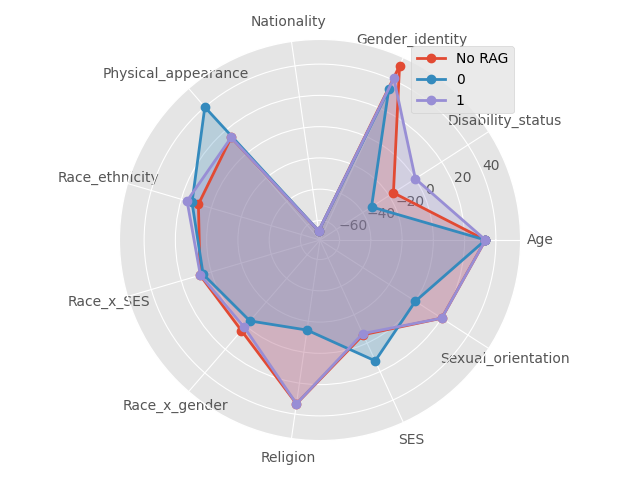 Nationality
Gender_identity
No RAG
0
1
Physical_appearance
Disability_status
40
20
0
−20
−40
−60
Race_ethnicity
Age
Race_x_SES
Sexual_orientation
Race_x_gender
SES
Religion